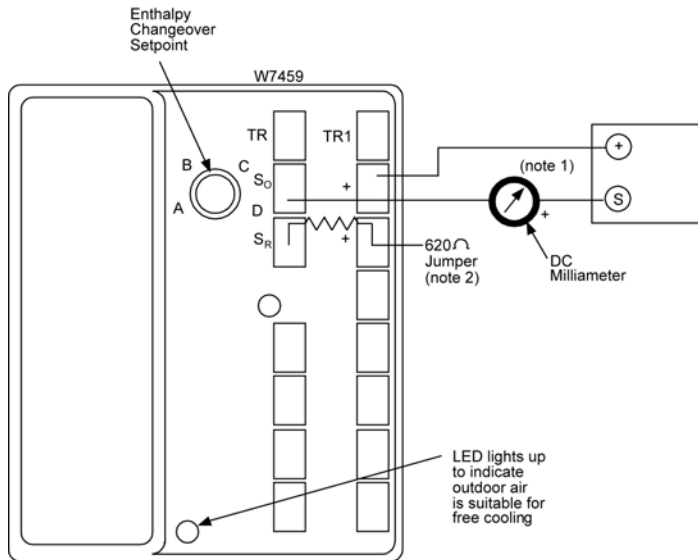 Enthalpy
Changeover
Setpoint
W7459
TR
TR1
B
C
A
D
So
+
SR
+
(note 1)
+
S
+
620Ω
Jumper
(note 2)
DC
Milliameter
LED lights up
to indicate
outdoor air
is suitable for
free cooling